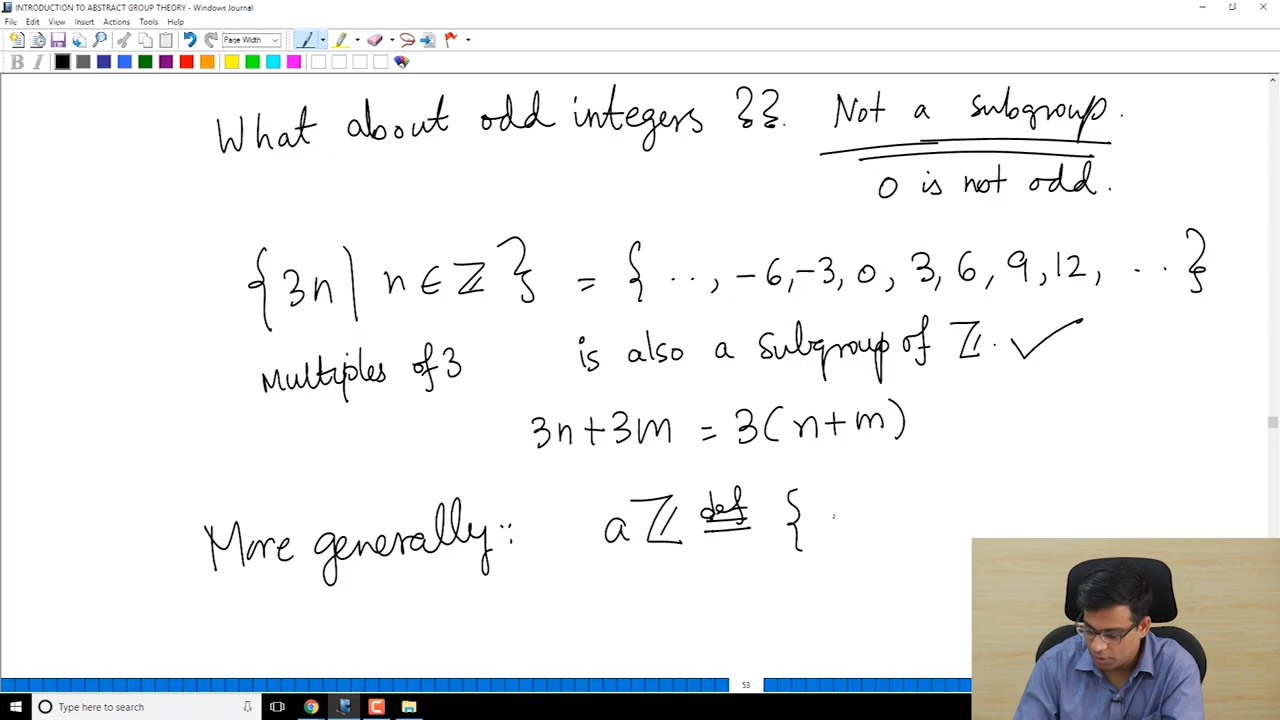 INTRODUCTION TO ABSTRACT GROUP THEORY - Windows Journal
File Edit View Insert Actions Tools Help
Page Width
B I
What about odd integers ??. Not a subgroup.
0 is not odd.
{3n | n ∈ ℤ} = { .., -6, -3, 0, 3, 6, 9, 12, ... }
Multiples of 3 is also a subgroup of ℤ. ✓
3n + 3m = 3(n+m)
More generally:: aℤ def {
53
Type here to search